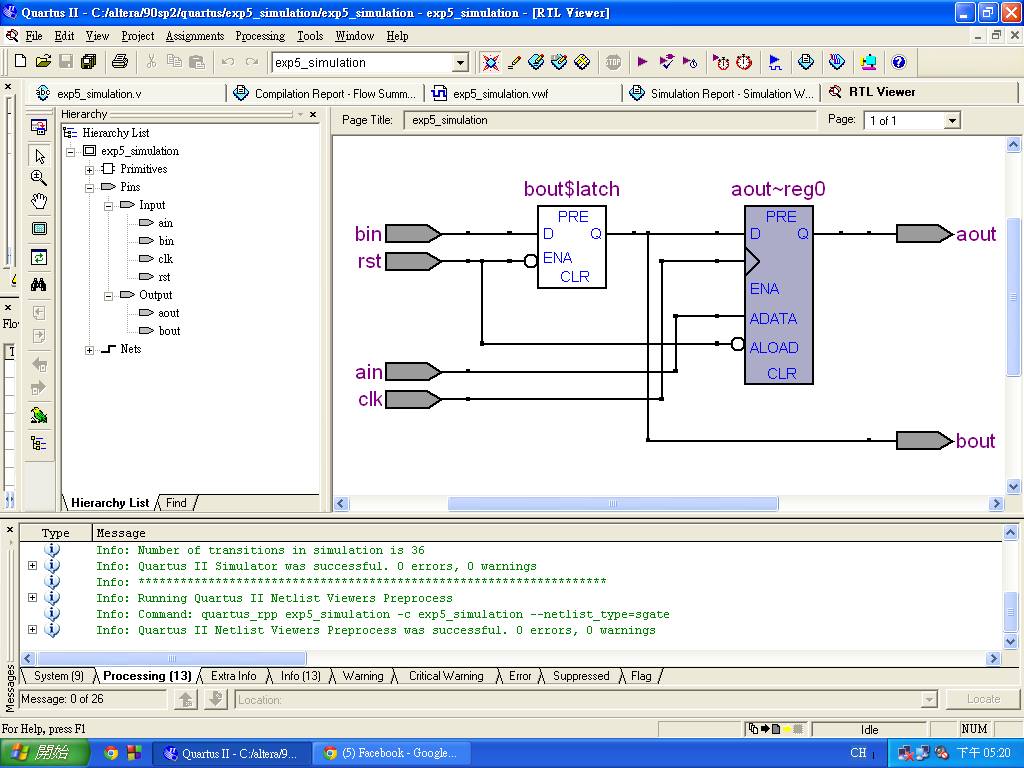 Quartus II - C:/altera/90sp2/quartus/exp5_simulation/exp5_simulation - exp5_simulation - [RTL Viewer]
File Edit View Project Assignments Processing Tools Window Help
exp5_simulation
STOP
exp5_simulation.v
Compilation Report - Flow Summ...
exp5_simulation.vwf
Simulation Report - Simulation W...
RTL Viewer
Hierarchy
Page Title: exp5_simulation Page: 1 of 1
Hierarchy List
exp5_simulation
Primitives
Pins
Input
ain
bin
clk
rst
Output
aout
bout
Nets
Flo
Hierarchy List Find
bout$latch
aout~reg0
bin
rst
ain
clk
PRE
D Q
ENA
CLR
PRE
D Q
ENA
ADATA
ALOAD
CLR
aout
bout
Type Message
Info: Number of transitions in simulation is 36
Info: Quartus II Simulator was successful. 0 errors, 0 warnings
Info: *******************************************************************
Info: Running Quartus II Netlist Viewers Preprocess
Info: Command: quartus_rpp exp5_simulation -c exp5_simulation --netlist_type=sgate
Info: Quartus II Netlist Viewers Preprocess was successful. 0 errors, 0 warnings
Messages
System (9) Processing (13) Extra Info Info (13) Warning Critical Warning Error Suppressed Flag
Message: 0 of 26 Location: Locate
For Help, press F1 Idle NUM
開始 Quartus II - C:/altera/9... (5) Facebook - Google... CH 下午 05:20